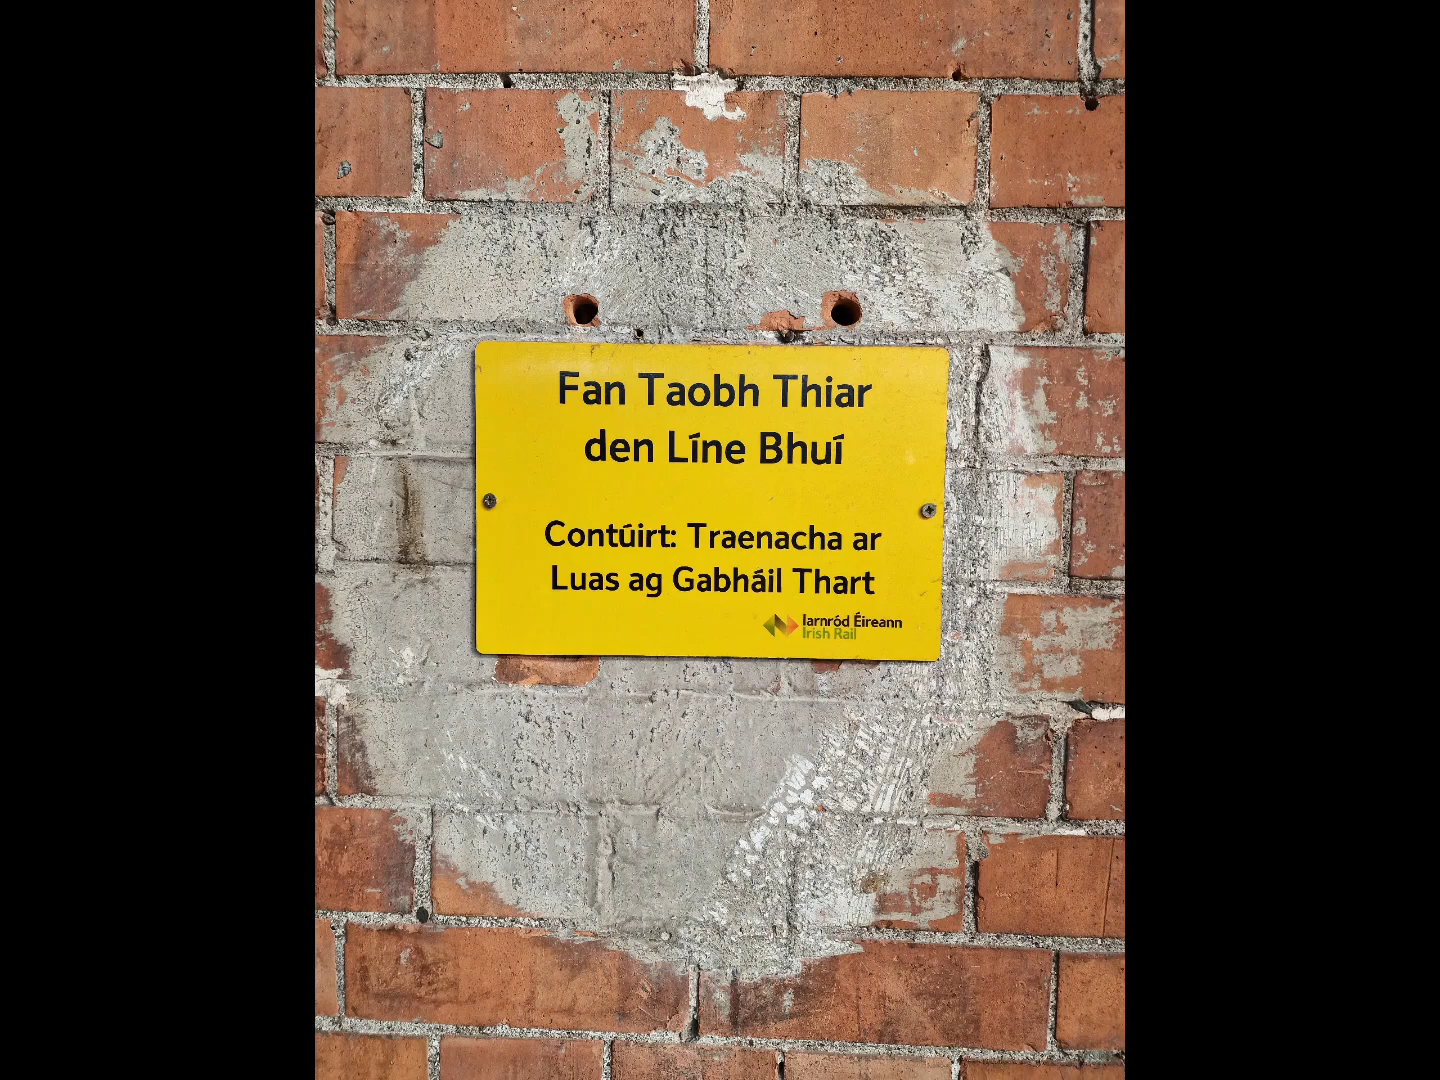 Fan Taobh Thiar
den Líne Bhuí
Contúirt: Traenacha ar
Luas ag Gabháil Thart
Iarnród Éireann
Irish Rail